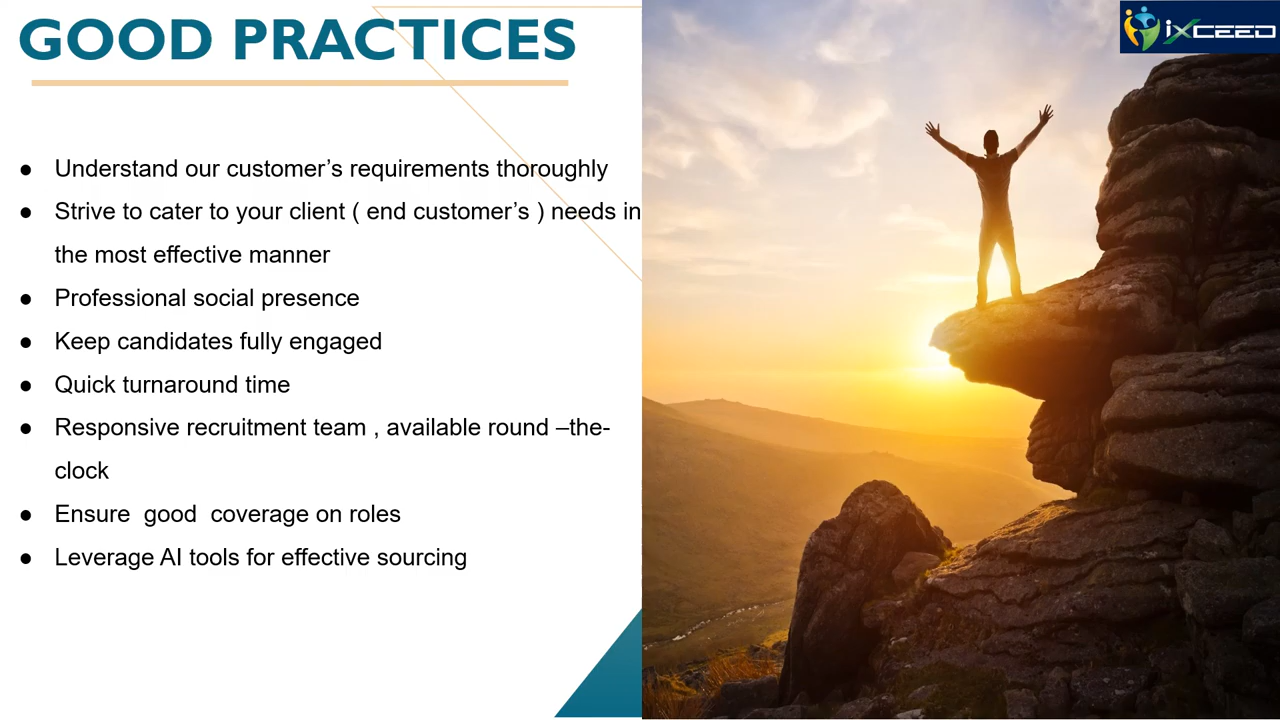 GOOD PRACTICES
iXCEED
● Understand our customer’s requirements thoroughly
● Strive to cater to your client ( end customer’s ) needs in
the most effective manner
● Professional social presence
● Keep candidates fully engaged
● Quick turnaround time
● Responsive recruitment team , available round –the-
clock
● Ensure  good  coverage on roles
● Leverage AI tools for effective sourcing